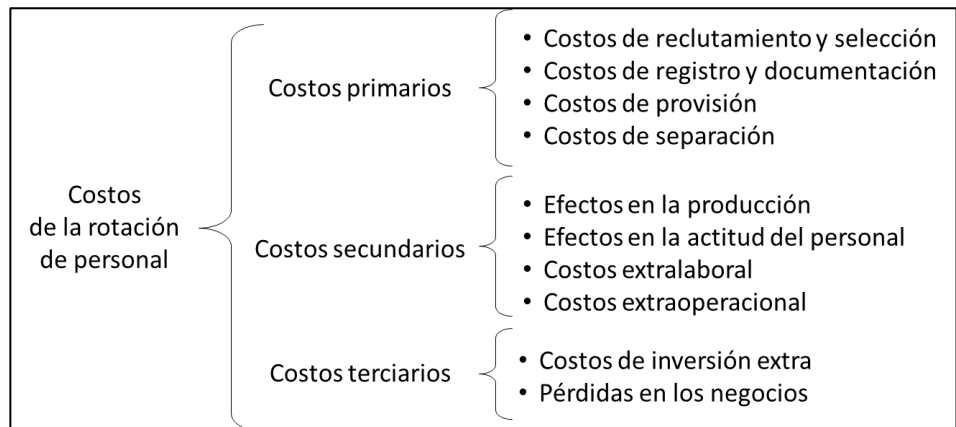 Costos
de la rotación
de personal
Costos primarios
• Costos de reclutamiento y selección
• Costos de registro y documentación
• Costos de provisión
• Costos de separación
Costos secundarios
• Efectos en la producción
• Efectos en la actitud del personal
• Costos extralaboral
• Costos extraoperacional
Costos terciarios
• Costos de inversión extra
• Pérdidas en los negocios